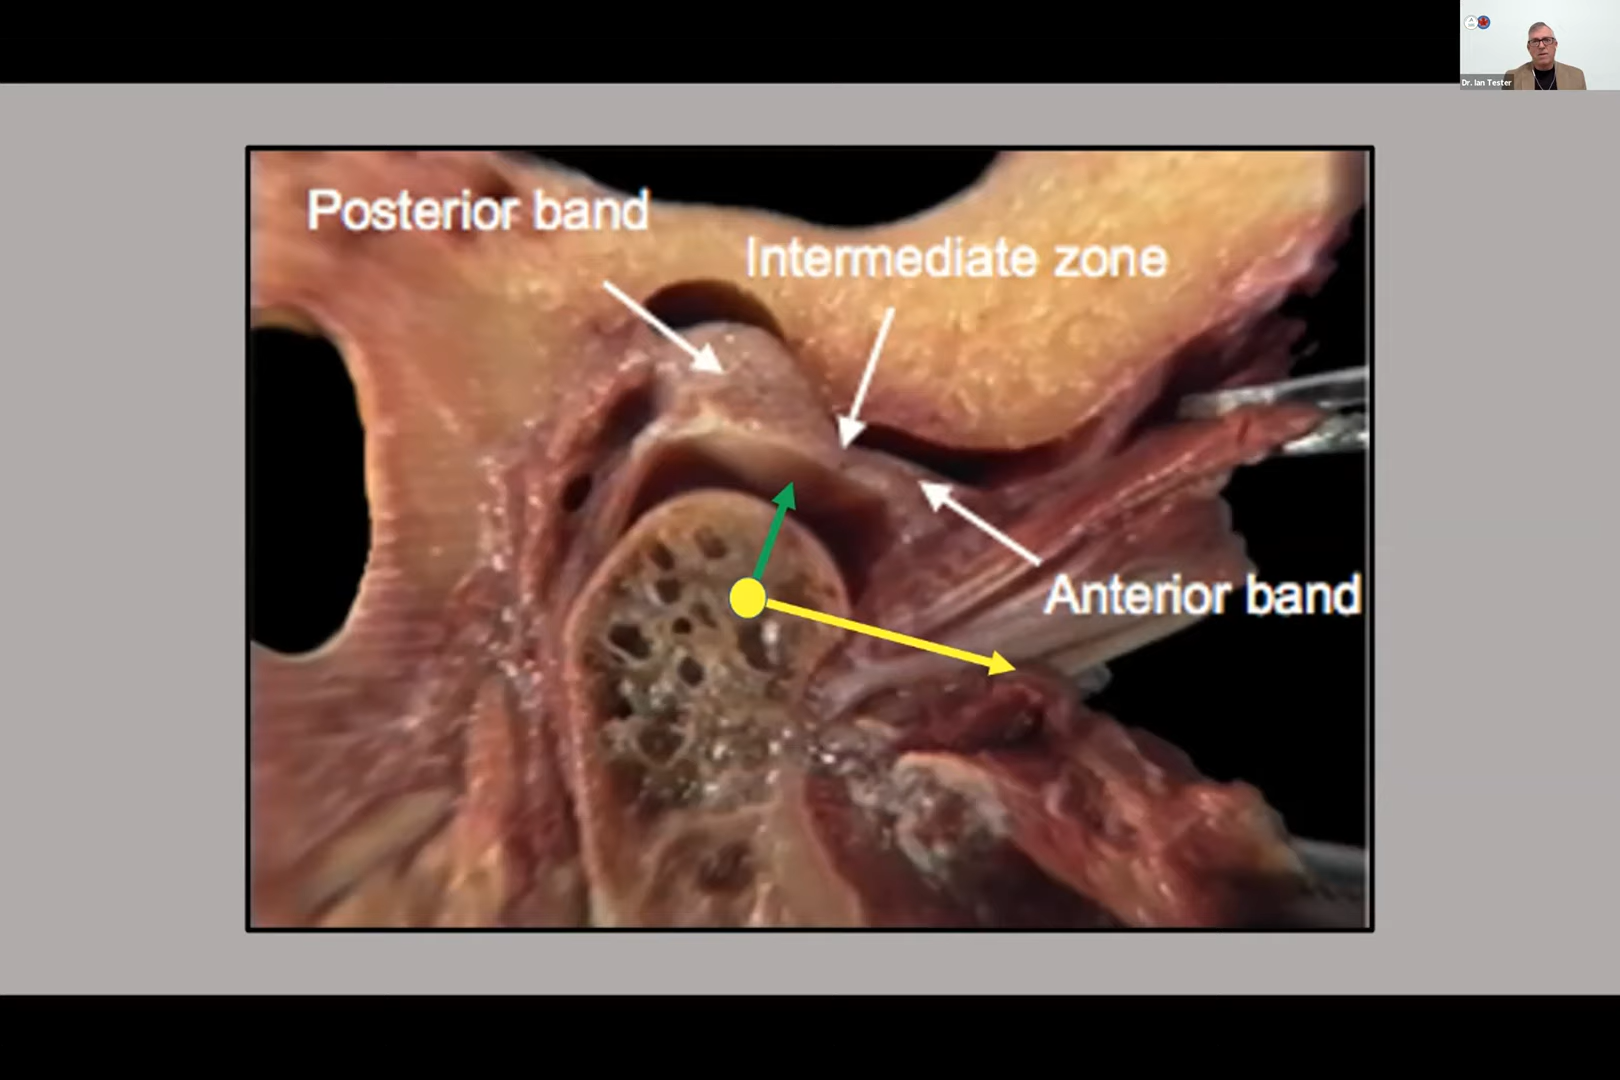 Dr. Ian Tester
Posterior band
Intermediate zone
Anterior band